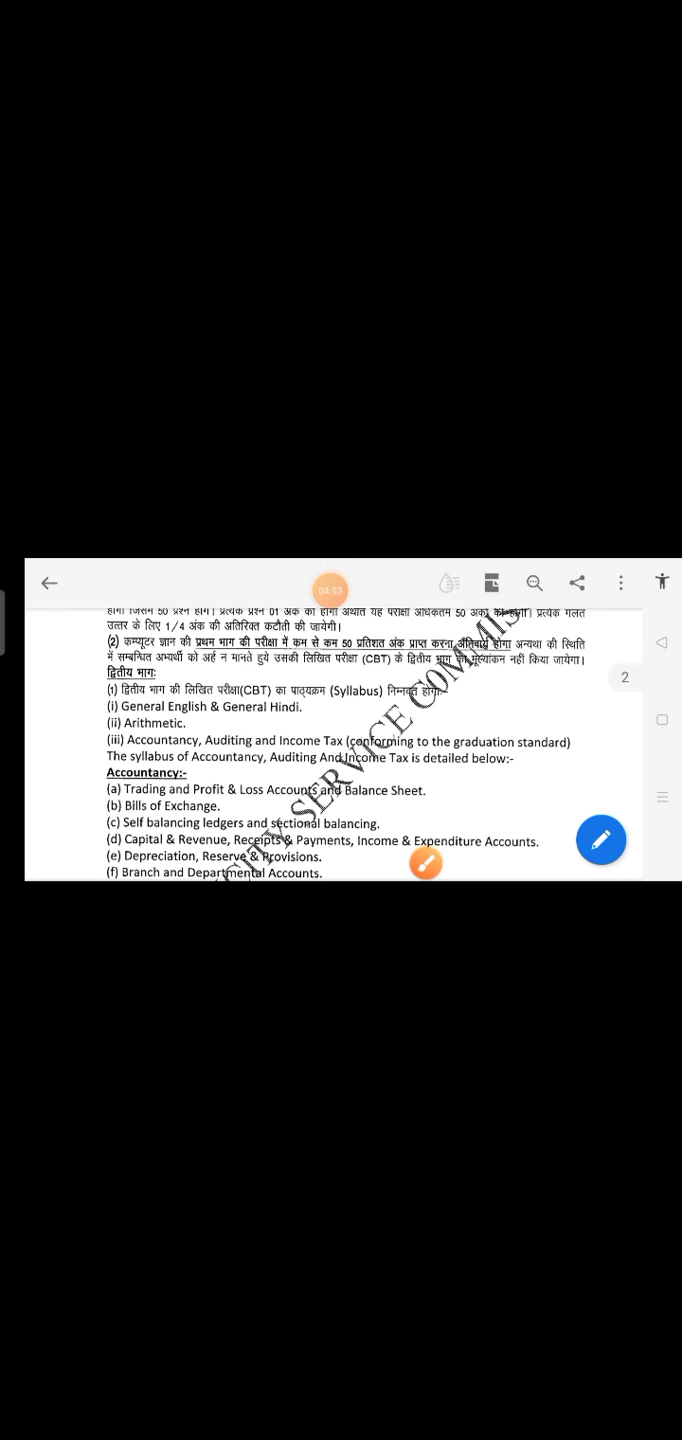 04:53
होगी जिसमें 50 प्रश्न होंगे। प्रत्येक प्रश्न 01 अंक का होगा अर्थात यह परीक्षा अधिकतम 50 अंकों की होगी। प्रत्येक गलत
उत्तर के लिए 1/4 अंक की अतिरिक्त कटौती की जायेगी।
(2) कम्प्यूटर ज्ञान की प्रथम भाग की परीक्षा में कम से कम 50 प्रतिशत अंक प्राप्त करना अनिवार्य होगा अन्यथा की स्थिति
में सम्बन्धित अभ्यर्थी को अर्ह न मानते हुये उसकी लिखित परीक्षा (CBT) के द्वितीय भाग का मूल्यांकन नहीं किया जायेगा।
2
द्वितीय भागः
(1) द्वितीय भाग की लिखित परीक्षा(CBT) का पाठ्यक्रम (Syllabus) निम्नवत् होगाः-
(i) General English & General Hindi.
(ii) Arithmetic.
(iii) Accountancy, Auditing and Income Tax (conforming to the graduation standard)
The syllabus of Accountancy, Auditing And Income Tax is detailed below:-
Accountancy:-
(a) Trading and Profit & Loss Accounts and Balance Sheet.
(b) Bills of Exchange.
(c) Self balancing ledgers and sectional balancing.
(d) Capital & Revenue, Receipts & Payments, Income & Expenditure Accounts.
(e) Depreciation, Reserve & Provisions.
(f) Branch and Departmental Accounts.
CITY SERVICE COMMIS